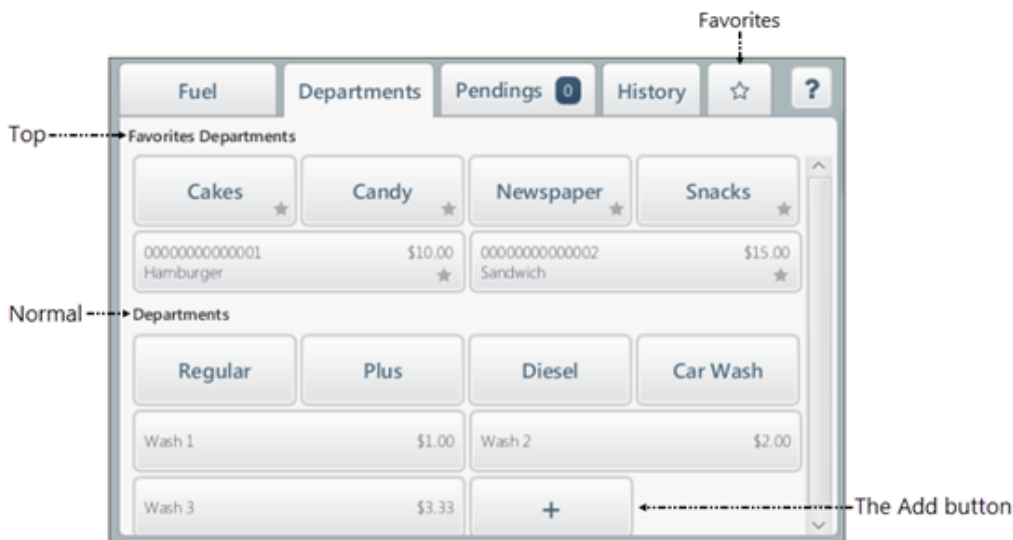 Favorites
Fuel
Departments
Pendings 0
History
?
Top
Favorites Departments
Cakes
Candy
Newspaper
Snacks
00000000000001 $10.00
Hamburger
00000000000002 $15.00
Sandwich
Normal
Departments
Regular
Plus
Diesel
Car Wash
Wash 1 $1.00
Wash 2 $2.00
Wash 3 $3.33
+
The Add button